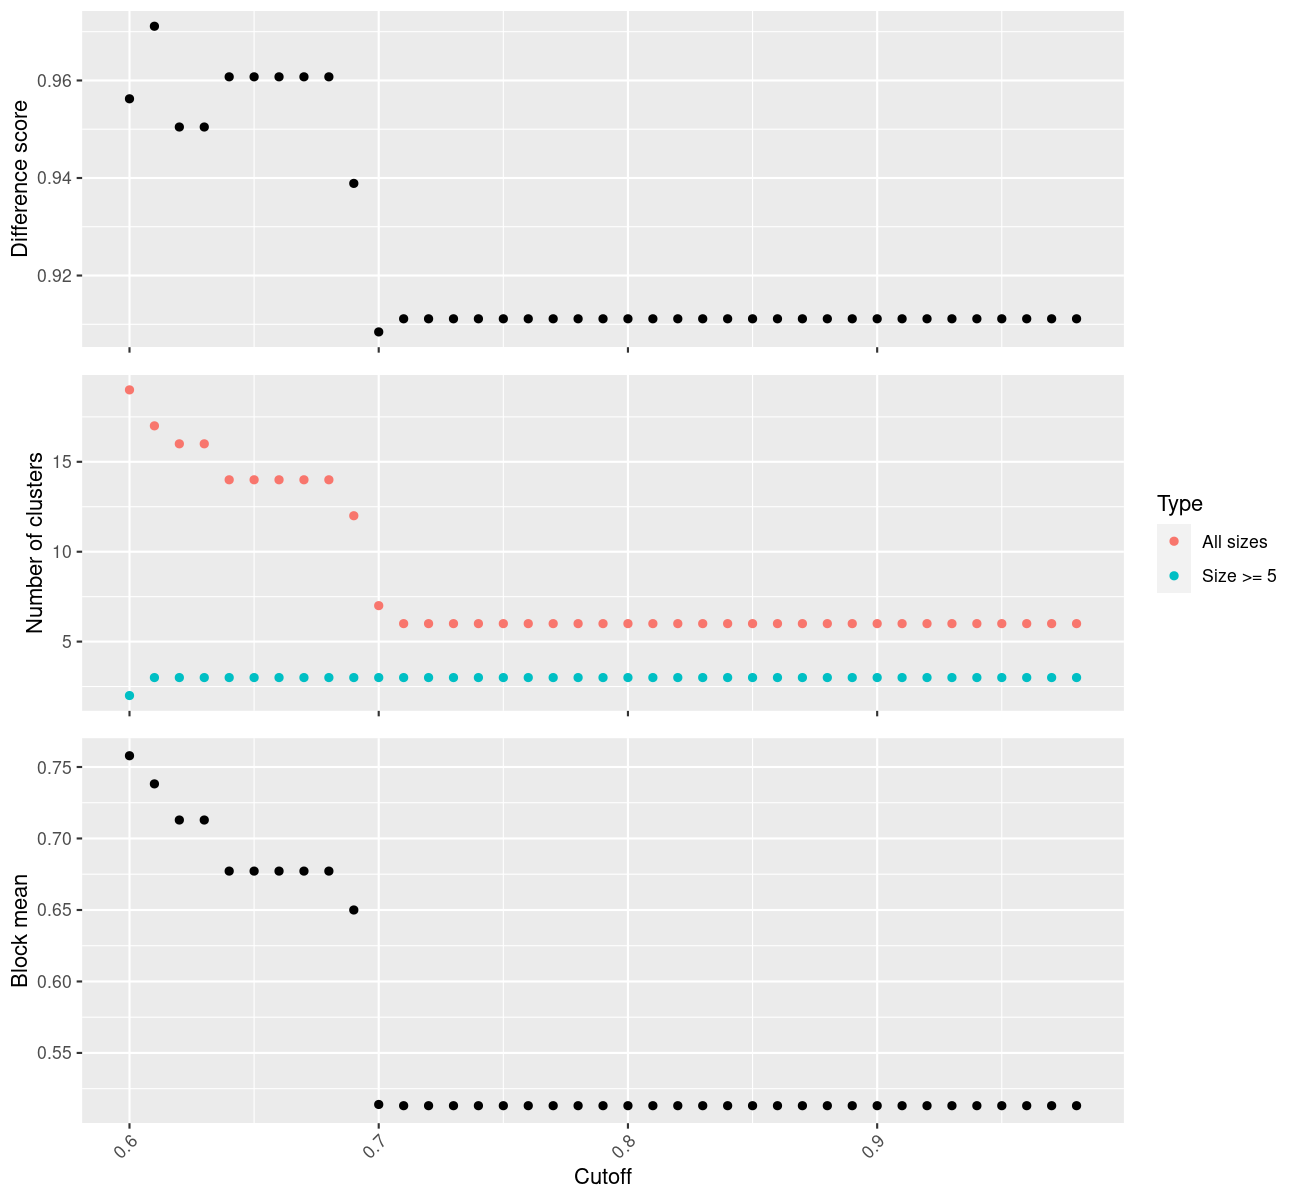 Difference score
0.96
0.94
0.92
Number of clusters
15
10
5
Type
All sizes
Size >= 5
Block mean
0.75
0.70
0.65
0.60
0.55
0.6 0.7 0.8 0.9
Cutoff